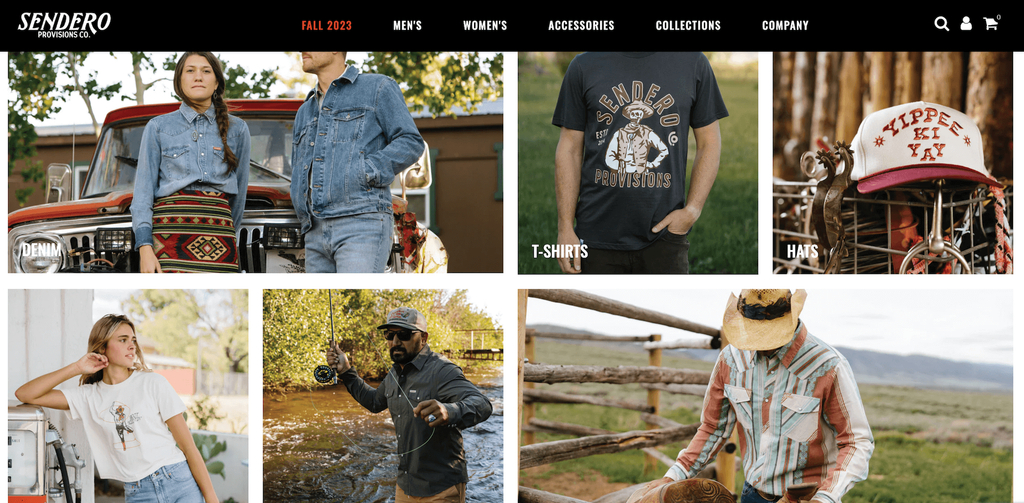 SENDERO
PROVISIONS CO.
FALL 2023
MEN'S
WOMEN'S
ACCESSORIES
COLLECTIONS
COMPANY
0
DENIM
SENDERO
PROVISIONS
T-SHIRTS
YIPPEE
KI
YAY
HATS